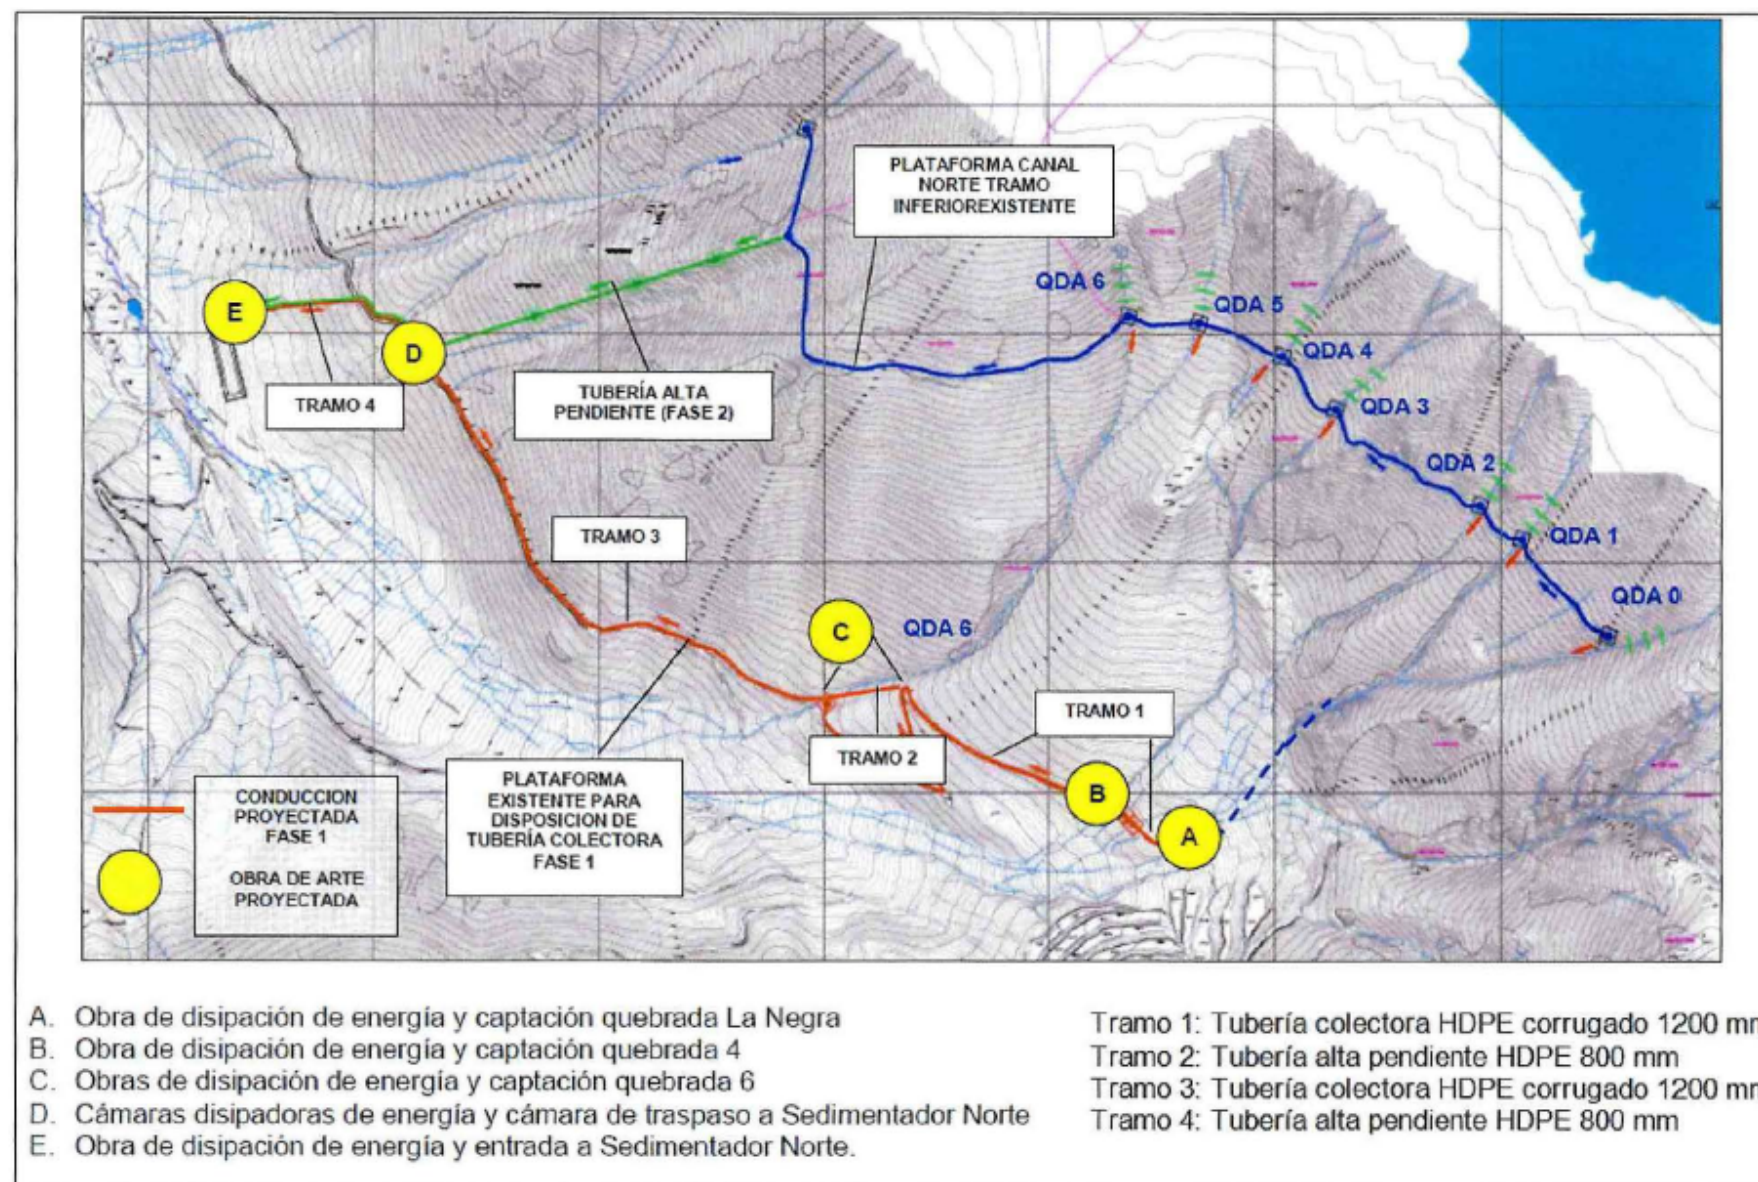 PLATAFORMA CANAL
NORTE TRAMO
INFERIOREXISTENTE
QDA 6
QDA 5
QDA 4
QDA 3
QDA 2
QDA 1
QDA 0
E
D
TRAMO 4
TUBERÍA ALTA
PENDIENTE (FASE 2)
TRAMO 3
C
QDA 6
TRAMO 1
TRAMO 2
B
A
PLATAFORMA
EXISTENTE PARA
DISPOSICION DE
TUBERÍA COLECTORA
FASE 1
CONDUCCION
PROYECTADA
FASE 1
OBRA DE ARTE
PROYECTADA
A. Obra de disipación de energía y captación quebrada La Negra
B. Obra de disipación de energía y captación quebrada 4
C. Obras de disipación de energía y captación quebrada 6
D. Cámaras disipadoras de energía y cámara de traspaso a Sedimentador Norte
E. Obra de disipación de energía y entrada a Sedimentador Norte.
Tramo 1: Tubería colectora HDPE corrugado 1200 mm
Tramo 2: Tubería alta pendiente HDPE 800 mm
Tramo 3: Tubería colectora HDPE corrugado 1200 mm
Tramo 4: Tubería alta pendiente HDPE 800 mm